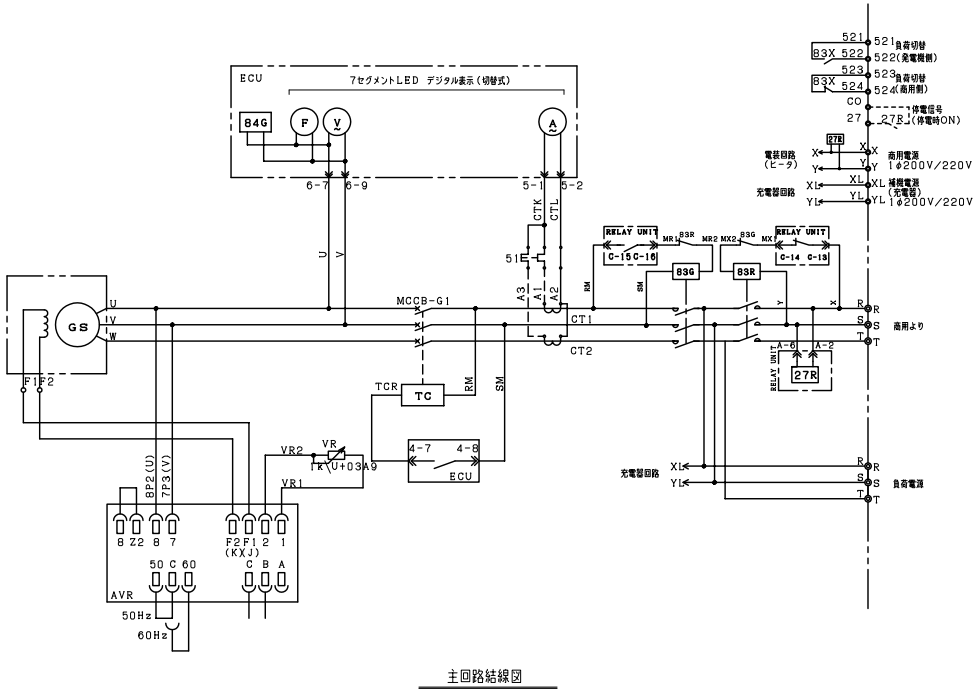 ECU
7セグメントLED デジタル表示(切替式)
84G
F
V
~
A
~
6-7
6-9
5-1
5-2
CTK
CTL
U
V
51
A3
A1
A2
521
521
負荷切替
83X
522
522
(発電機側)
523
523
負荷切替
83X
524
524
(商用側)
CO
停電信号
27
27R
(停電時ON)
27R
電装回路
(ヒータ)
X
X
X
商用電源
Y
Y
Y
1φ200V/220V
充電器回路
XL
XL
XL
補機電源
(充電器)
YL
YL
YL
1φ200V/220V
RELAY UNIT
C-15
C-16
MR1
83R
MR2
MX2
83G
MX1
RELAY UNIT
C-14
C-13
RM
SM
83G
83R
Y
X
GS
U
V
W
F1
F2
MCCB-G1
CT1
CT2
R
R
S
S
商用より
T
T
A-6
A-2
27R
RELAY UNIT
TCR
TC
RM
SM
4-7
4-8
ECU
VR2
VR
1k
U+03A9
VR1
8P2(U)
7P3(V)
充電器回路
XL
YL
R
R
S
S
負荷電源
T
T
8
Z2
8
7
F2
F1
2
1
(K)(J)
50
C
60
C
B
A
AVR
50Hz
60Hz
主回路結線図